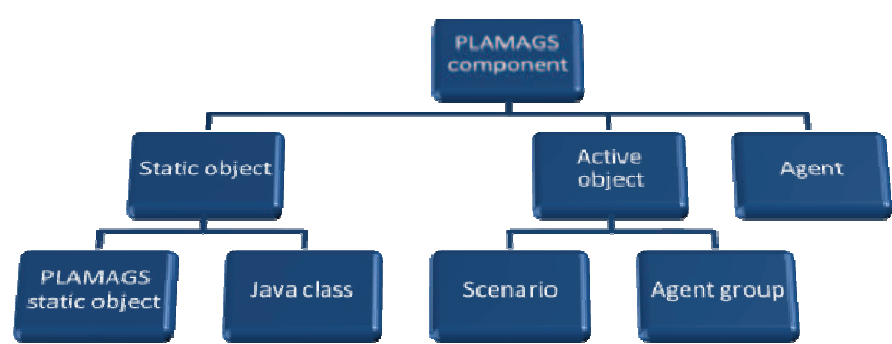 PLAMAGS
component
Static object
Active
object
Agent
PLAMAGS
static object
Java class
Scenario
Agent group